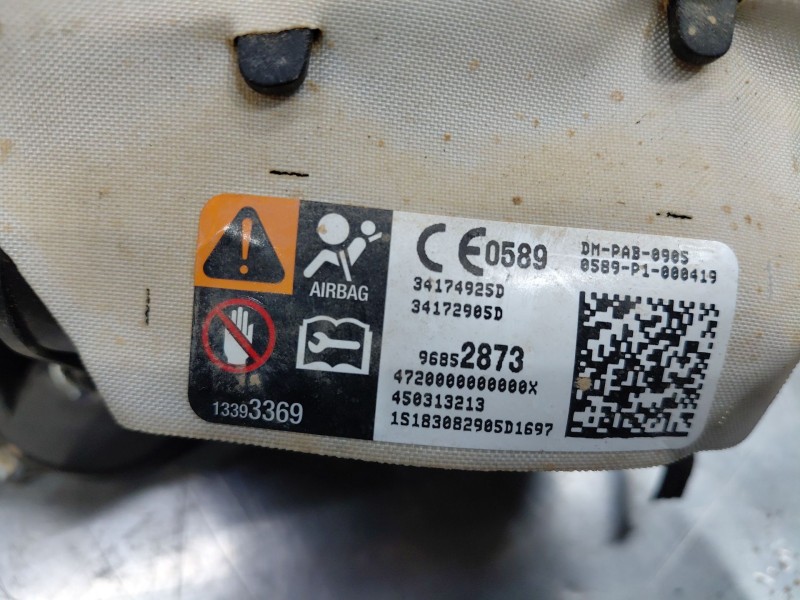 AIRBAG
13393369
CE0589
DM-PAB-0905
0589-P1-000419
34174925D
34172905D
96852873
4720000000000X
450313213
1S183082905D1697